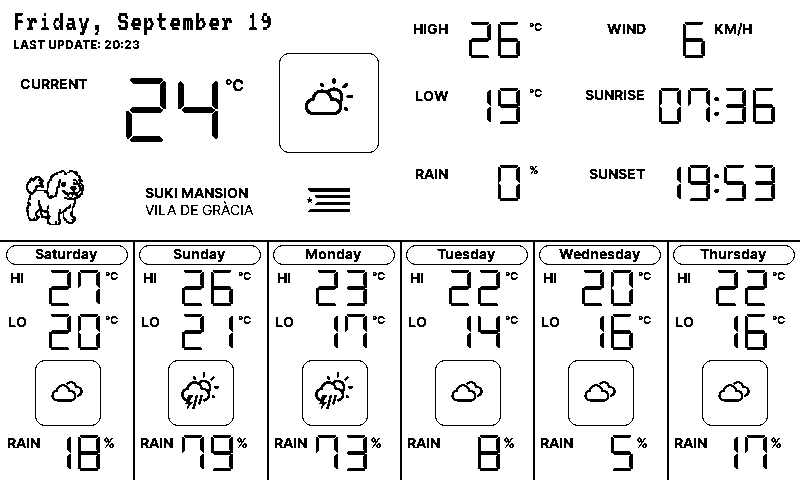 Friday, September 19
LAST UPDATE: 20:23
CURRENT 24 °C
HIGH 26 °C
WIND 6 KM/H
LOW 19 °C
SUNRISE 07:36
RAIN 0 %
SUNSET 19:53
SUKI MANSION
VILA DE GRÀCIA
Saturday
HI 27 °C
LO 20 °C
RAIN 18 %
Sunday
HI 26 °C
LO 21 °C
RAIN 79 %
Monday
HI 23 °C
LO 17 °C
RAIN 73 %
Tuesday
HI 22 °C
LO 14 °C
RAIN 8 %
Wednesday
HI 20 °C
LO 16 °C
RAIN 5 %
Thursday
HI 22 °C
LO 16 °C
RAIN 17 %